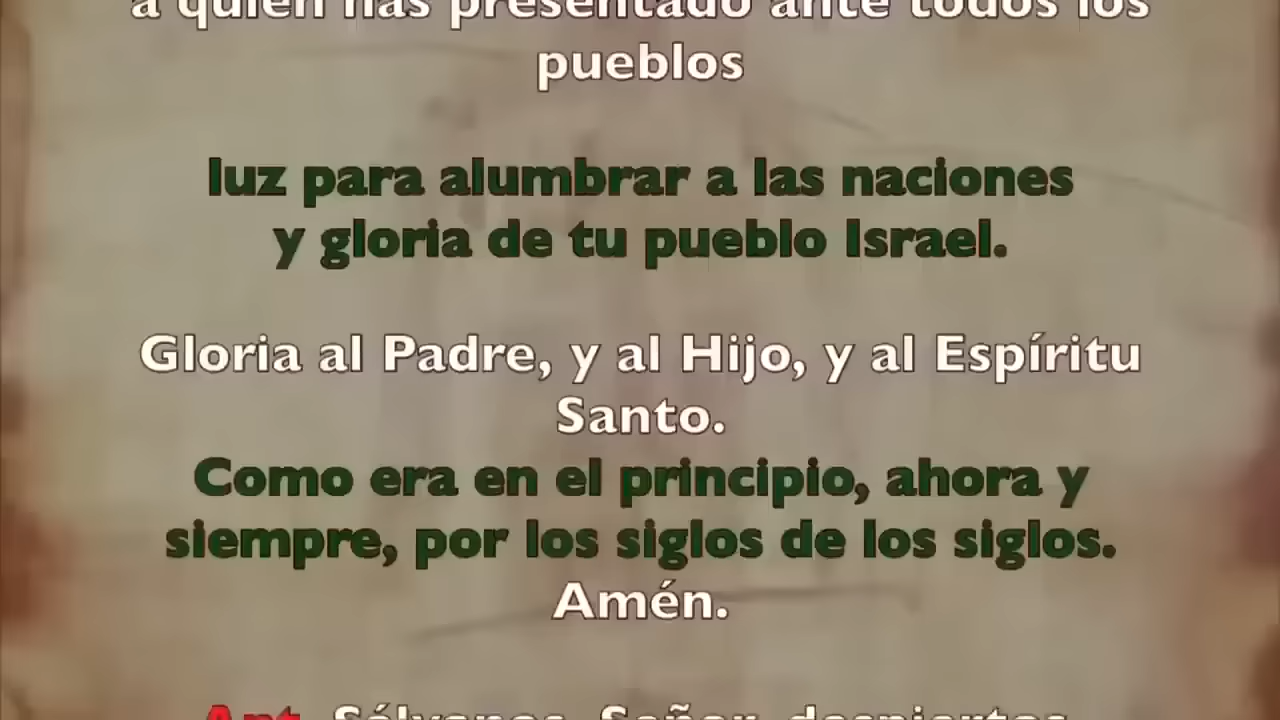 a quien has presentado ante todos los
pueblos
luz para alumbrar a las naciones
y gloria de tu pueblo Israel.
Gloria al Padre, y al Hijo, y al Espíritu
Santo.
Como era en el principio, ahora y
siempre, por los siglos de los siglos.
Amén.
Ant. Sálvanos, Señor, despiertos,